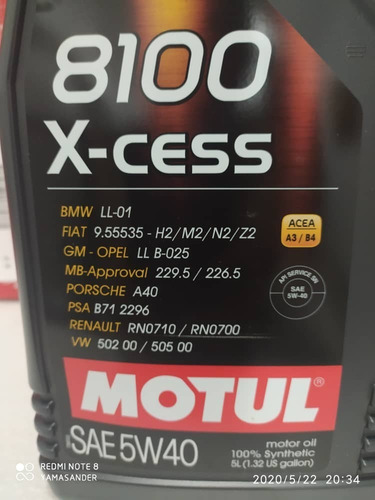 8100
X-CESS
BMW LL-01
FIAT 9.55535 - H2/M2/N2/Z2
GM - OPEL LL B-025
MB-Approval 229.5 / 226.5
PORSCHE A40
PSA B71 2296
RENAULT RN0710 / RN0700
VW 502 00 / 505 00
ACEA
A3 / B4
API SERVICE SN
SAE
5W-40
MOTUL®
SAE 5W40
motor oil
100% Synthetic
5L (1.32 US gallon)
REDMI NOTE 8
YAMASANDER
2020/5/22 20:34